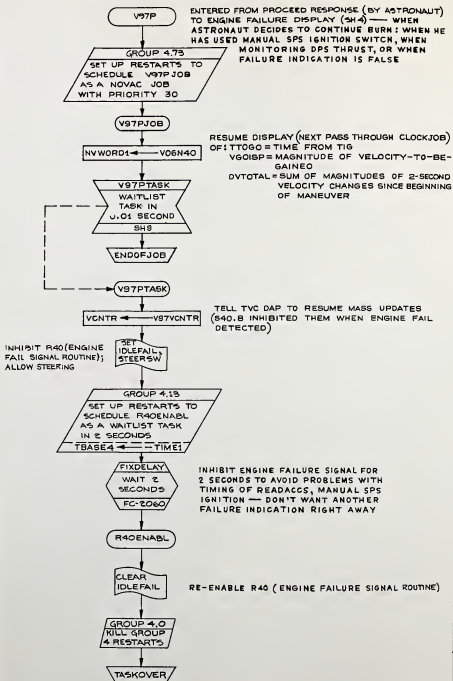 V97P
ENTERED FROM PROCEED RESPONSE (BY ASTRONAUT)
TO ENGINE FAILURE DISPLAY (SH4) — WHEN
ASTRONAUT DECIDES TO CONTINUE BURN: WHEN HE
HAS USED MANUAL SPS IGNITION SWITCH, WHEN
MONITORING DPS THRUST, OR WHEN
FAILURE INDICATION IS FALSE
GROUP 4.73
SET UP RESTARTS TO
SCHEDULE V97PJOB
AS A NOVAC JOB
WITH PRIORITY 30
V97PJOB
NVWORD1 ← V06N40
RESUME DISPLAY (NEXT PASS THROUGH CLOCKJOB)
OF: TTOGO = TIME FROM TIG
VGDISP = MAGNITUDE OF VELOCITY-TO-BE-
GAINED
DVTOTAL = SUM OF MAGNITUDES OF 2-SECOND
VELOCITY CHANGES SINCE BEGINNING
OF MANEUVER
V97PTASK
WAITLIST
TASK IN
0.01 SECOND
SH9
ENDOFJOB
V97PTASK
VCNTR ← V97VCNTR
TELL TVC DAP TO RESUME MASS UPDATES
(S40.8 INHIBITED THEM WHEN ENGINE FAIL
DETECTED)
INHIBIT R40 (ENGINE
FAIL SIGNAL ROUTINE);
ALLOW STEERING
SET
IDLEFAIL,
STEERSW
GROUP 4.13
SET UP RESTARTS TO
SCHEDULE R40ENABL
AS A WAITLIST TASK
IN 2 SECONDS
TBASE4 ← TIME1
FIXDELAY
WAIT 2
SECONDS
FC-2060
INHIBIT ENGINE FAILURE SIGNAL FOR
2 SECONDS TO AVOID PROBLEMS WITH
TIMING OF READACCS, MANUAL SPS
IGNITION — DON'T WANT ANOTHER
FAILURE INDICATION RIGHT AWAY
R40ENABL
CLEAR
IDLEFAIL
RE-ENABLE R40 (ENGINE FAILURE SIGNAL ROUTINE)
GROUP 4.0
KILL GROUP
4 RESTARTS
TASKOVER